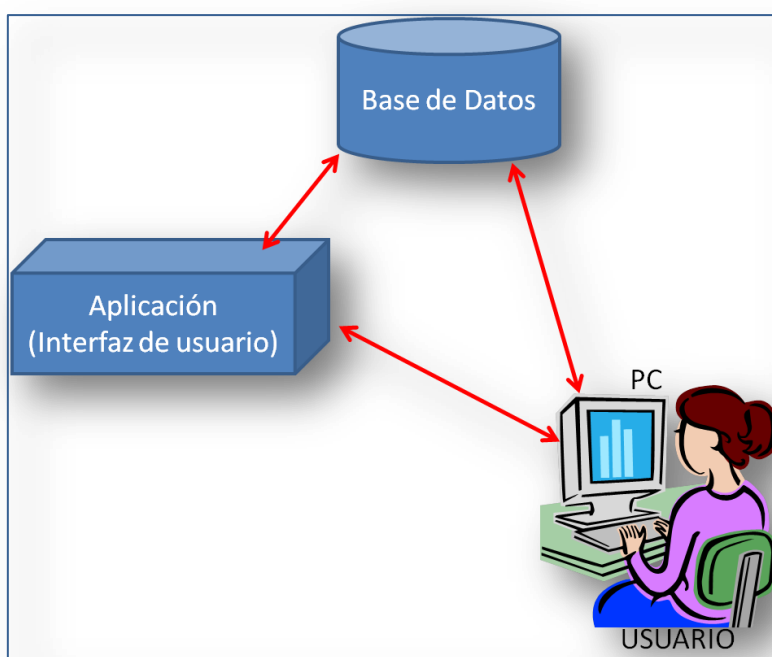 Base de Datos
Aplicación
(Interfaz de usuario)
PC
USUARIO